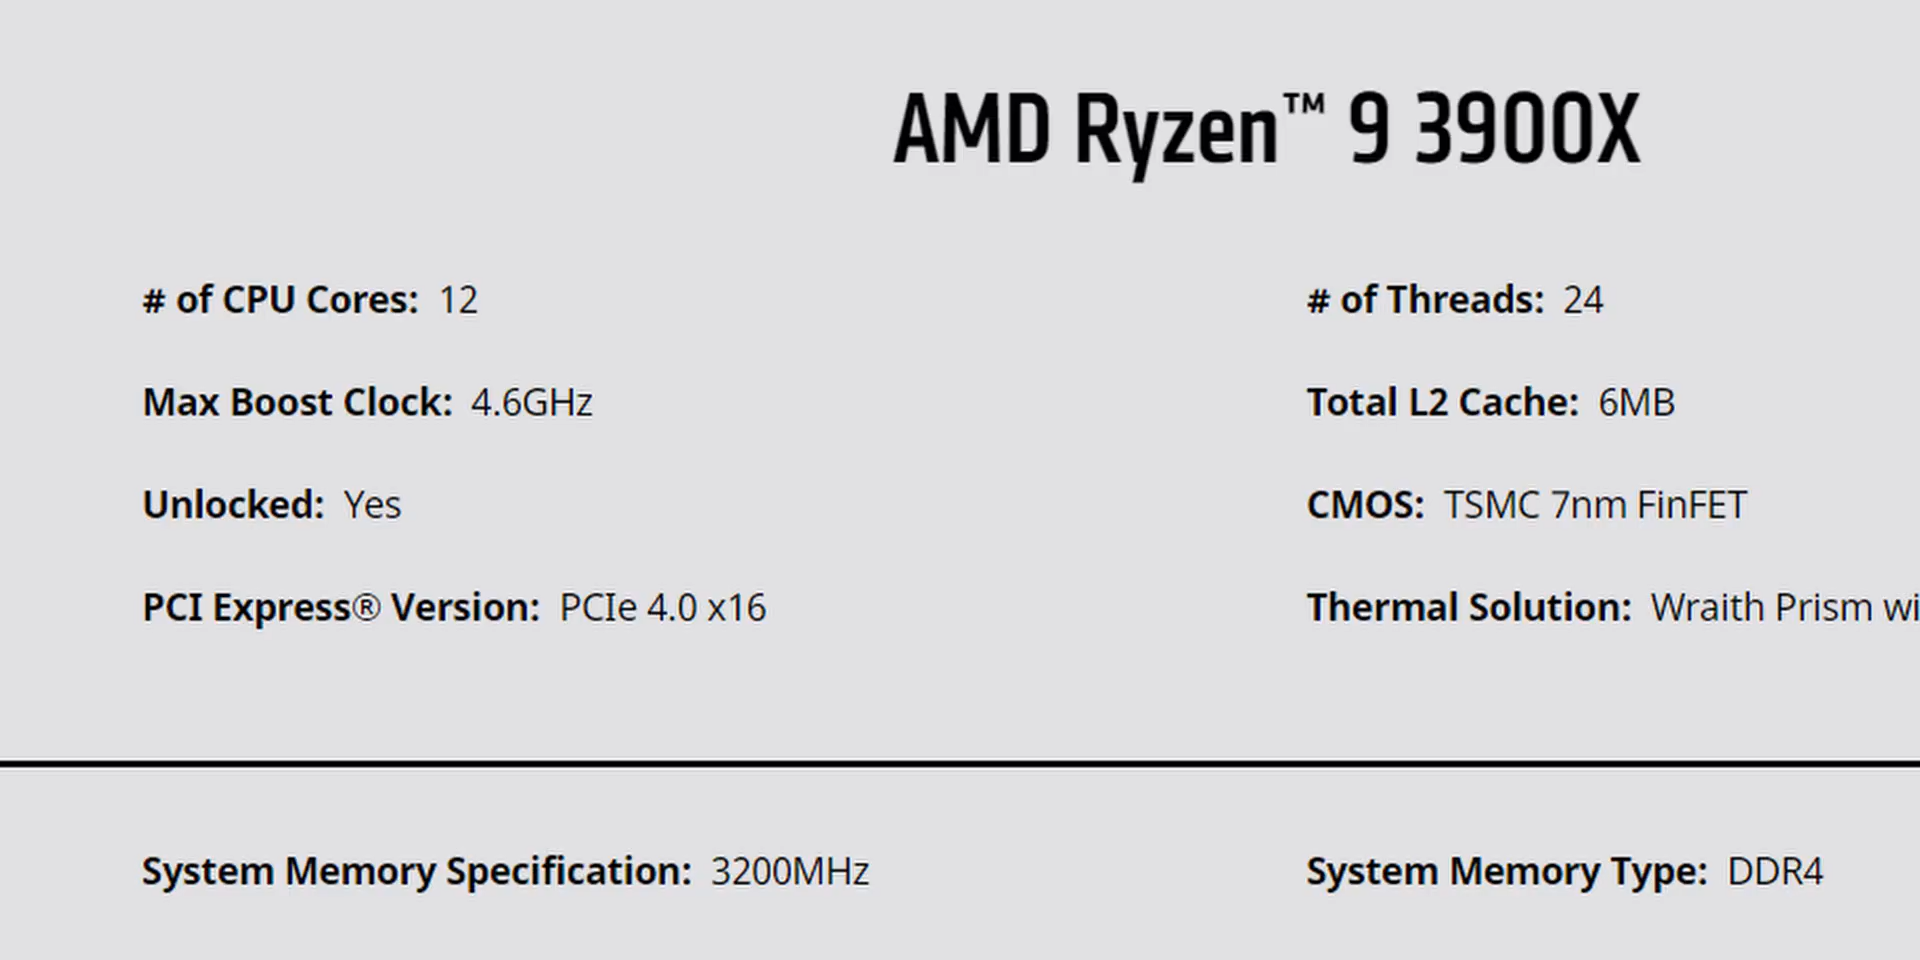 AMD Ryzen™ 9 3900X
# of CPU Cores: 12
# of Threads: 24
Max Boost Clock: 4.6GHz
Total L2 Cache: 6MB
Unlocked: Yes
CMOS: TSMC 7nm FinFET
PCI Express® Version: PCIe 4.0 x16
Thermal Solution: Wraith Prism wi
System Memory Specification: 3200MHz
System Memory Type: DDR4